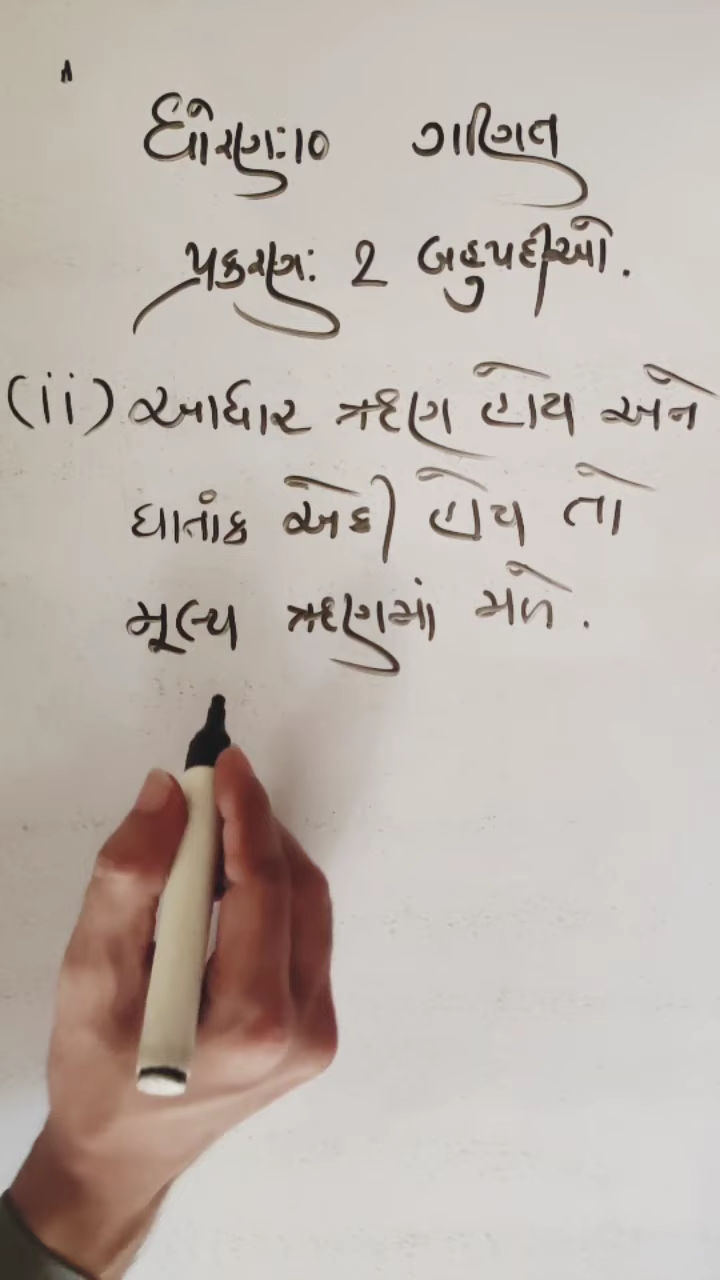 ધોરણ:10 ગણિત
પ્રકરણ: 2 બહુપદીઓ.
(ii) આધાર ઋણ હોય અને
ઘાતાંક એકી હોય તો
મૂલ્ય ઋણમાં મળે.